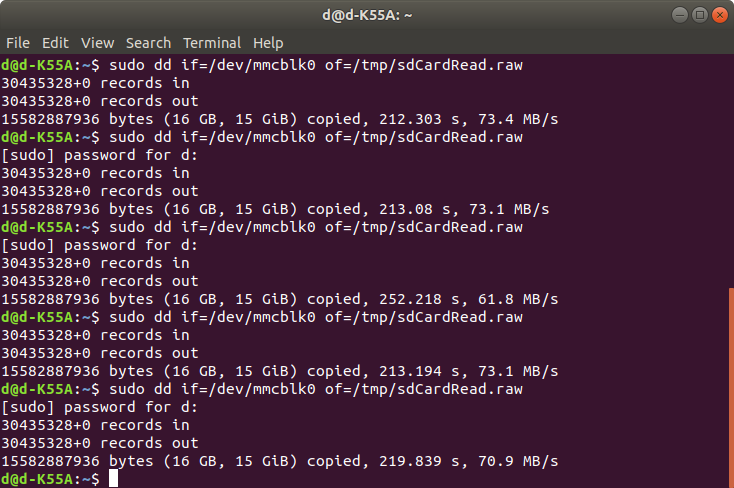 d@d-K55A: ~
File Edit View Search Terminal Help
d@d-K55A:~$ sudo dd if=/dev/mmcblk0 of=/tmp/sdCardRead.raw
30435328+0 records in
30435328+0 records out
15582887936 bytes (16 GB, 15 GiB) copied, 212.303 s, 73.4 MB/s
d@d-K55A:~$ sudo dd if=/dev/mmcblk0 of=/tmp/sdCardRead.raw
[sudo] password for d:
30435328+0 records in
30435328+0 records out
15582887936 bytes (16 GB, 15 GiB) copied, 213.08 s, 73.1 MB/s
d@d-K55A:~$ sudo dd if=/dev/mmcblk0 of=/tmp/sdCardRead.raw
[sudo] password for d:
30435328+0 records in
30435328+0 records out
15582887936 bytes (16 GB, 15 GiB) copied, 252.218 s, 61.8 MB/s
d@d-K55A:~$ sudo dd if=/dev/mmcblk0 of=/tmp/sdCardRead.raw
30435328+0 records in
30435328+0 records out
15582887936 bytes (16 GB, 15 GiB) copied, 213.194 s, 73.1 MB/s
d@d-K55A:~$ sudo dd if=/dev/mmcblk0 of=/tmp/sdCardRead.raw
[sudo] password for d:
30435328+0 records in
30435328+0 records out
15582887936 bytes (16 GB, 15 GiB) copied, 219.839 s, 70.9 MB/s
d@d-K55A:~$